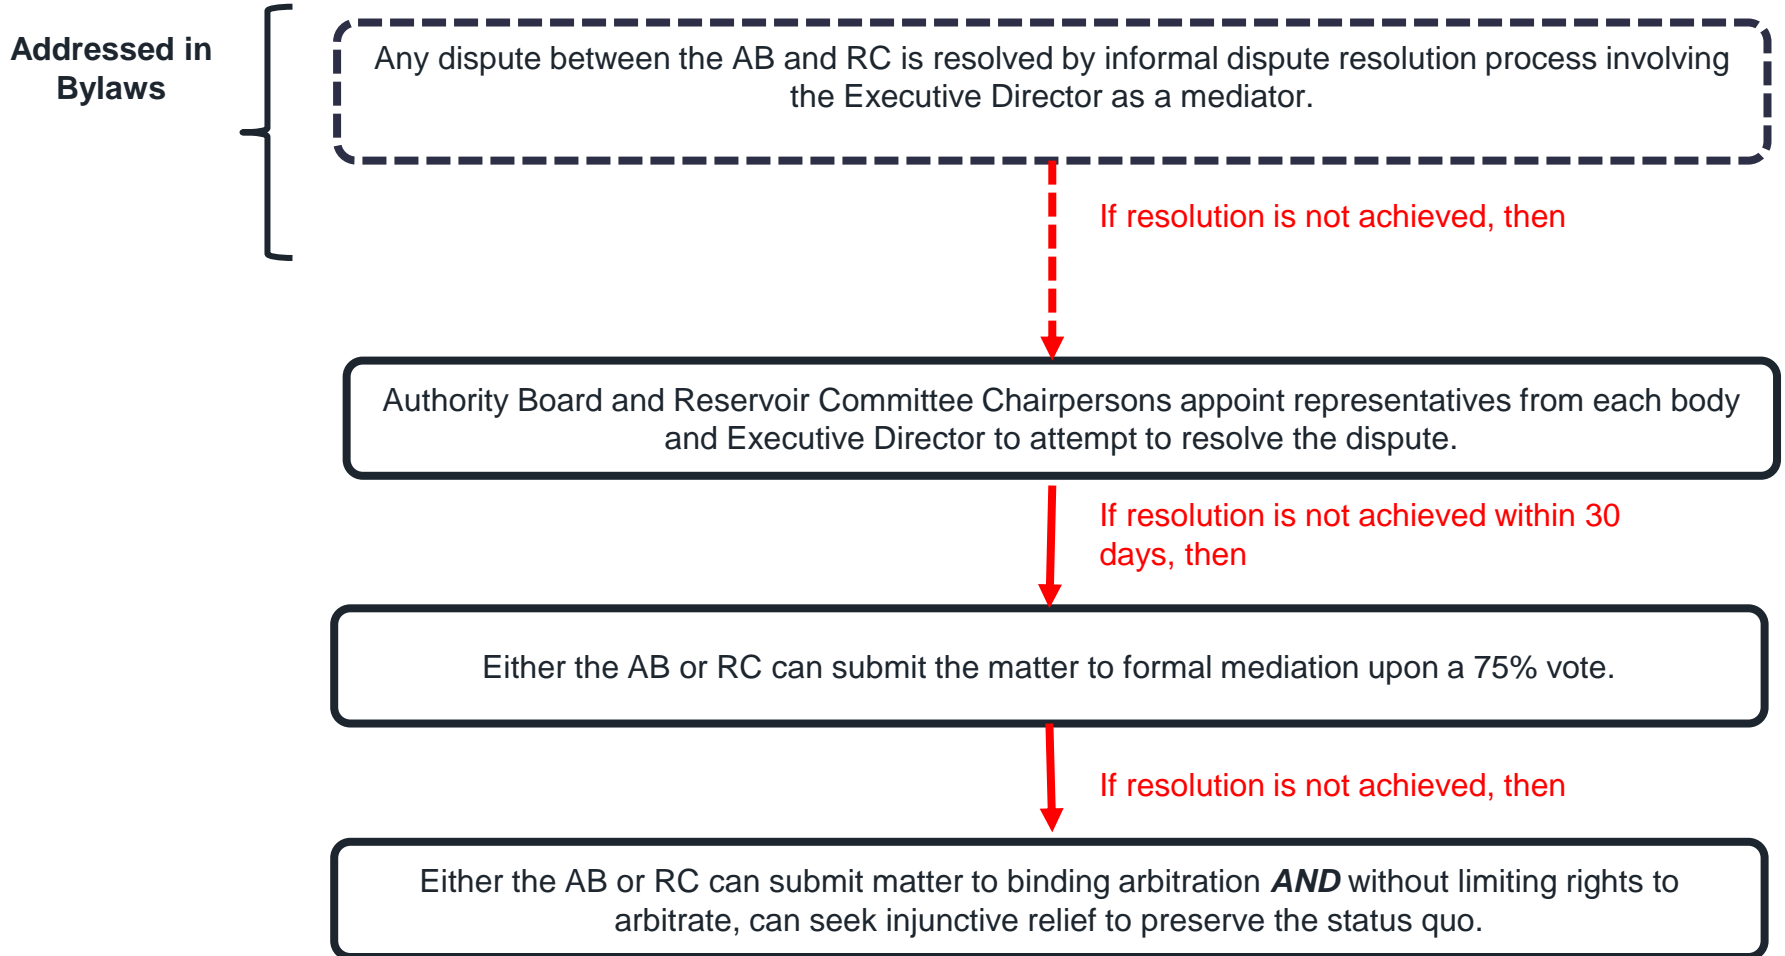 Addressed in
Bylaws
Any dispute between the AB and RC is resolved by informal dispute resolution process involving
the Executive Director as a mediator.
If resolution is not achieved, then
Authority Board and Reservoir Committee Chairpersons appoint representatives from each body
and Executive Director to attempt to resolve the dispute.
If resolution is not achieved within 30
days, then
Either the AB or RC can submit the matter to formal mediation upon a 75% vote.
If resolution is not achieved, then
Either the AB or RC can submit matter to binding arbitration AND without limiting rights to
arbitrate, can seek injunctive relief to preserve the status quo.